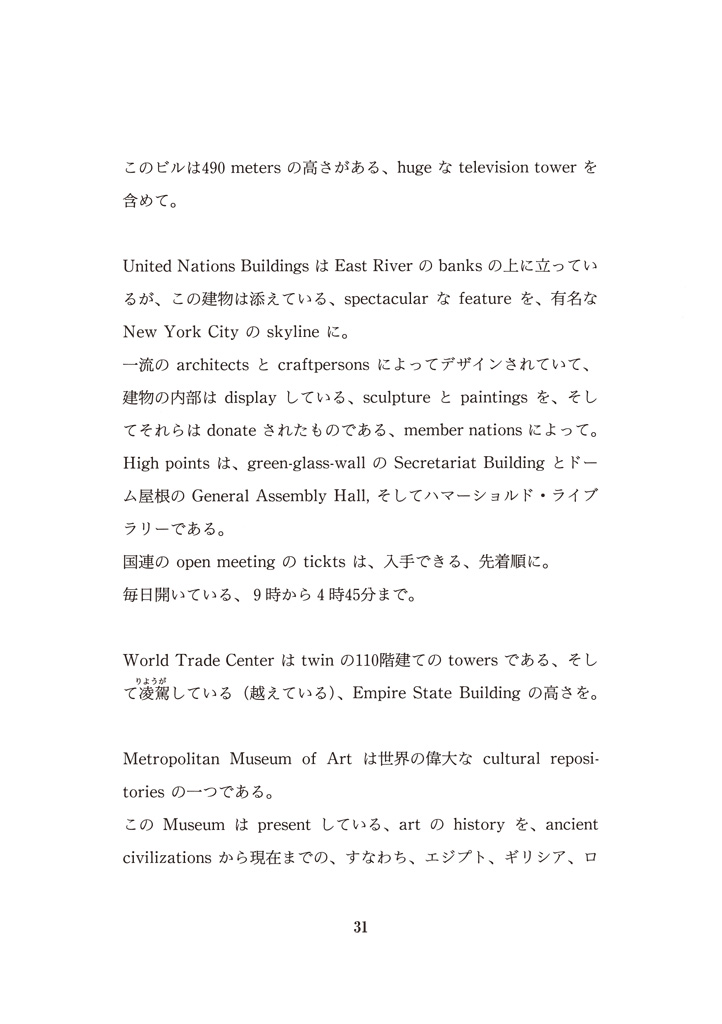 このビルは490 meters の高さがある、huge な television tower を
含めて。
United Nations Buildings は East River の banks の上に立ってい
るが、この建物は添えている、spectacular な feature を、有名な
New York City の skyline に。
一流の architects と craftpersons によってデザインされていて、
建物の内部は display している、sculpture と paintings を、そし
てそれらは donate されたものである、member nations によって。
High points は、green-glass-wall の Secretariat Building とドー
ム屋根の General Assembly Hall, そしてハマーショルド・ライブ
ラリーである。
国連の open meeting の tickts は、入手できる、先着順に。
毎日開いている、9時から4時45分まで。
World Trade Center は twin の110階建ての towers である、そし
りようが
て凌駕している（越えている）、Empire State Building の高さを。
Metropolitan Museum of Art は世界の偉大な cultural reposi-
tories の一つである。
この Museum は present している、art の history を、ancient
civilizations から現在までの、すなわち、エジプト、ギリシア、ロ
31